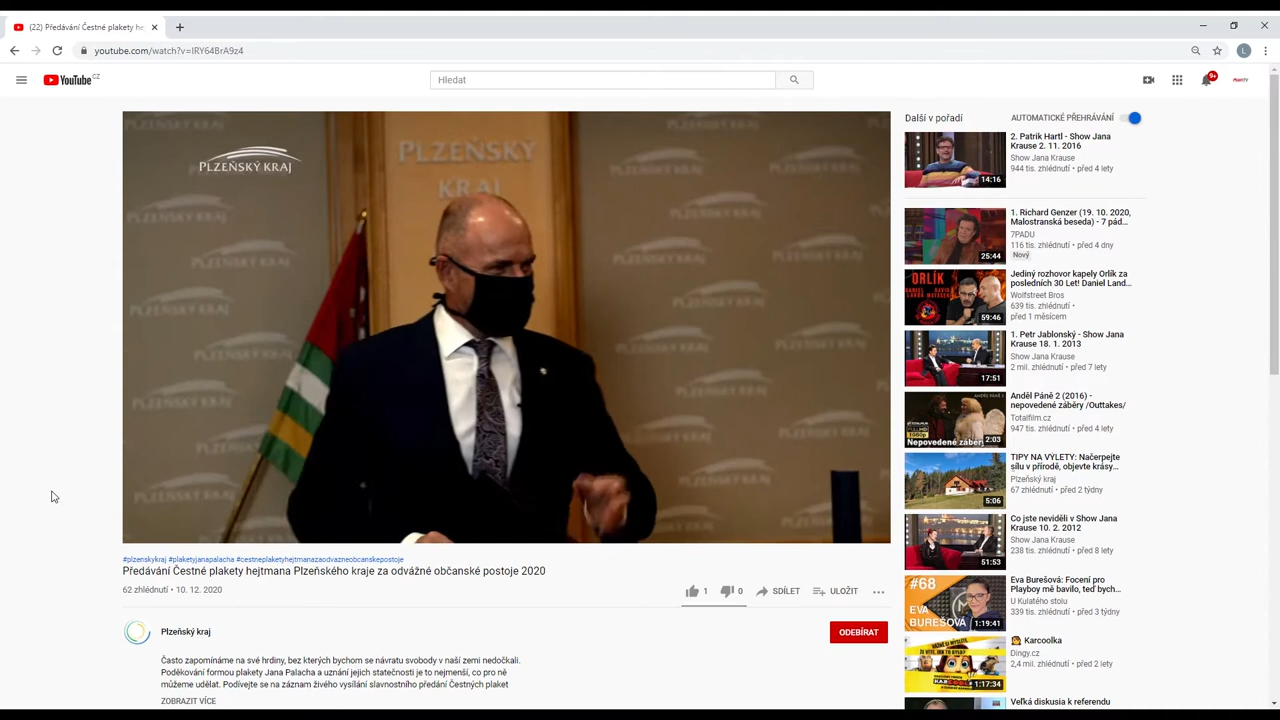 (22) Předávání Čestné plakety he
youtube.com/watch?v=IRY64BrA9z4
YouTube CZ
Hledat
9+
PLZEŇSKÝ KRAJ
PLZEŇSKÝ
KRAJ
#plzenskykraj #plaketyjanapalacha #cestneplaketyhejtmanazaodvazneobcanskepostoje
Předávání Čestné plakety hejtmana Plzeňského kraje za odvážné občanské postoje 2020
62 zhlédnutí • 10. 12. 2020
1
0
SDÍLET
ULOŽIT
Plzeňský kraj
ODEBÍRAT
Často zapomínáme na své hrdiny, bez kterých bychom se návratu svobody v naší zemi nedočkali.
Poděkování formou plakety Jana Palacha a uznání jejich statečnosti je to nejmenší, co pro ně
můžeme udělat. Podívejte se na záznam živého vysílání slavnostního předání Čestných plaket
ZOBRAZIT VÍCE
Další v pořadí
AUTOMATICKÉ PŘEHRÁVÁNÍ
2. Patrik Hartl - Show Jana
Krause 2. 11. 2016
Show Jana Krause
944 tis. zhlédnutí • před 4 lety
14:16
1. Richard Genzer (19. 10. 2020,
Malostranská beseda) - 7 pád...
7PADU
116 tis. zhlédnutí • před 4 dny
Nový
25:44
Jediný rozhovor kapely Orlík za
posledních 30 Let! Daniel Land...
Wolfstreet Bros
639 tis. zhlédnutí •
před 1 měsícem
ORLÍK
59:46
1. Petr Jablonský - Show Jana
Krause 18. 1. 2013
Show Jana Krause
2 mil. zhlédnutí • před 7 lety
17:51
Anděl Páně 2 (2016) -
nepovedené záběry /Outtakes/
Totalfilm.cz
947 tis. zhlédnutí • před 4 lety
Nepovedené záběry
2:03
TIPY NA VÝLETY: Načerpejte
sílu v přírodě, objevte krásy...
Plzeňský kraj
67 zhlédnutí • před 2 týdny
5:06
Co jste neviděli v Show Jana
Krause 10. 2. 2012
Show Jana Krause
238 tis. zhlédnutí • před 8 lety
51:53
Eva Burešová: Focení pro
Playboy mě bavilo, teď bych...
U Kulatého stolu
339 tis. zhlédnutí • před 3 týdny
#68
EVA
BUREŠOVÁ
1:19:41
Karcoolka
Dingy.cz
2,4 mil. zhlédnutí • před 2 lety
1:17:34
Veľká diskusia k referendu